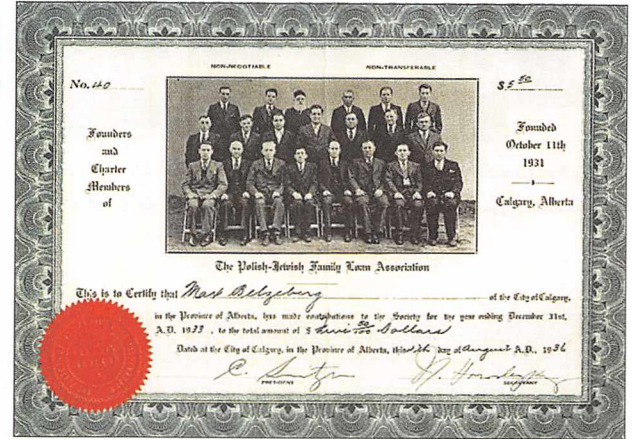 NON-NEGOTIABLE NON-TRANSFERABLE
No. 40
$5.50
Founders
and
Charter
Members
of
Founded
October 11th
1931
Calgary, Alberta
The Polish-Jewish Family Loan Association
This is to Certify that Max Belzeberg of the City of Calgary,
in the Province of Alberta, has made contributions to the Society for the year ending December 31st,
A.D. 1933, to the total amount of $ Dollars
Dated at the City of Calgary, in the Province of Alberta, this day of August A.D., 1936
PRESIDENT
SECRETARY